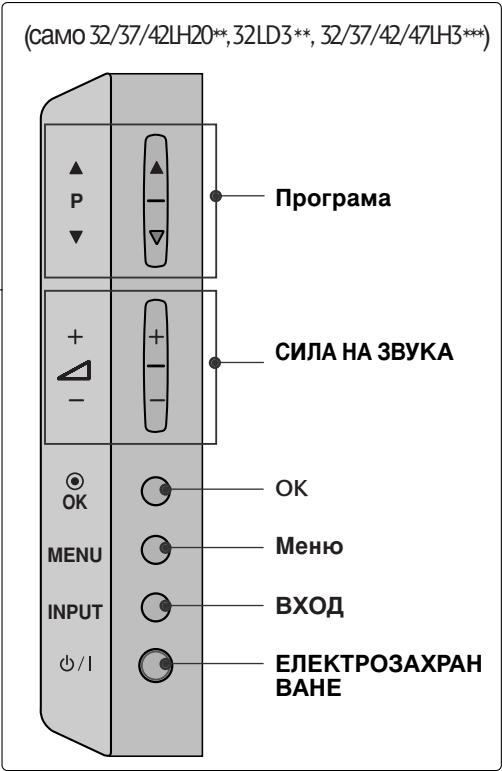 (само 32/37/42LH20**, 32LD3**, 32/37/42/47LH3***)
P
Програма
+
СИЛА НА ЗВУКА
−
OK
OK
MENU
Меню
INPUT
ВХОД
⏻/I
ЕЛЕКТРОЗАХРАН
ВАНЕ